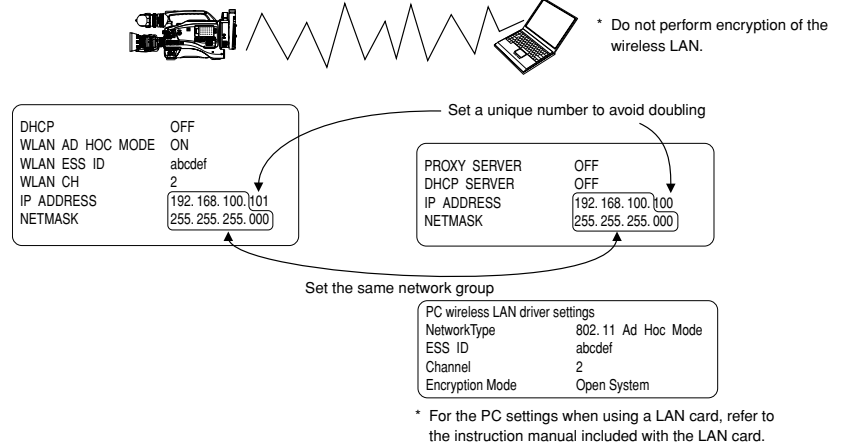 * Do not perform encryption of the
wireless LAN.
Set a unique number to avoid doubling
DHCP OFF
WLAN AD HOC MODE ON
WLAN ESS ID abcdef
WLAN CH 2
IP ADDRESS 192. 168. 100. 101
NETMASK 255. 255. 255. 000
PROXY SERVER OFF
DHCP SERVER OFF
IP ADDRESS 192. 168. 100. 100
NETMASK 255. 255. 255. 000
Set the same network group
PC wireless LAN driver settings
NetworkType 802. 11 Ad Hoc Mode
ESS ID abcdef
Channel 2
Encryption Mode Open System
* For the PC settings when using a LAN card, refer to
the instruction manual included with the LAN card.